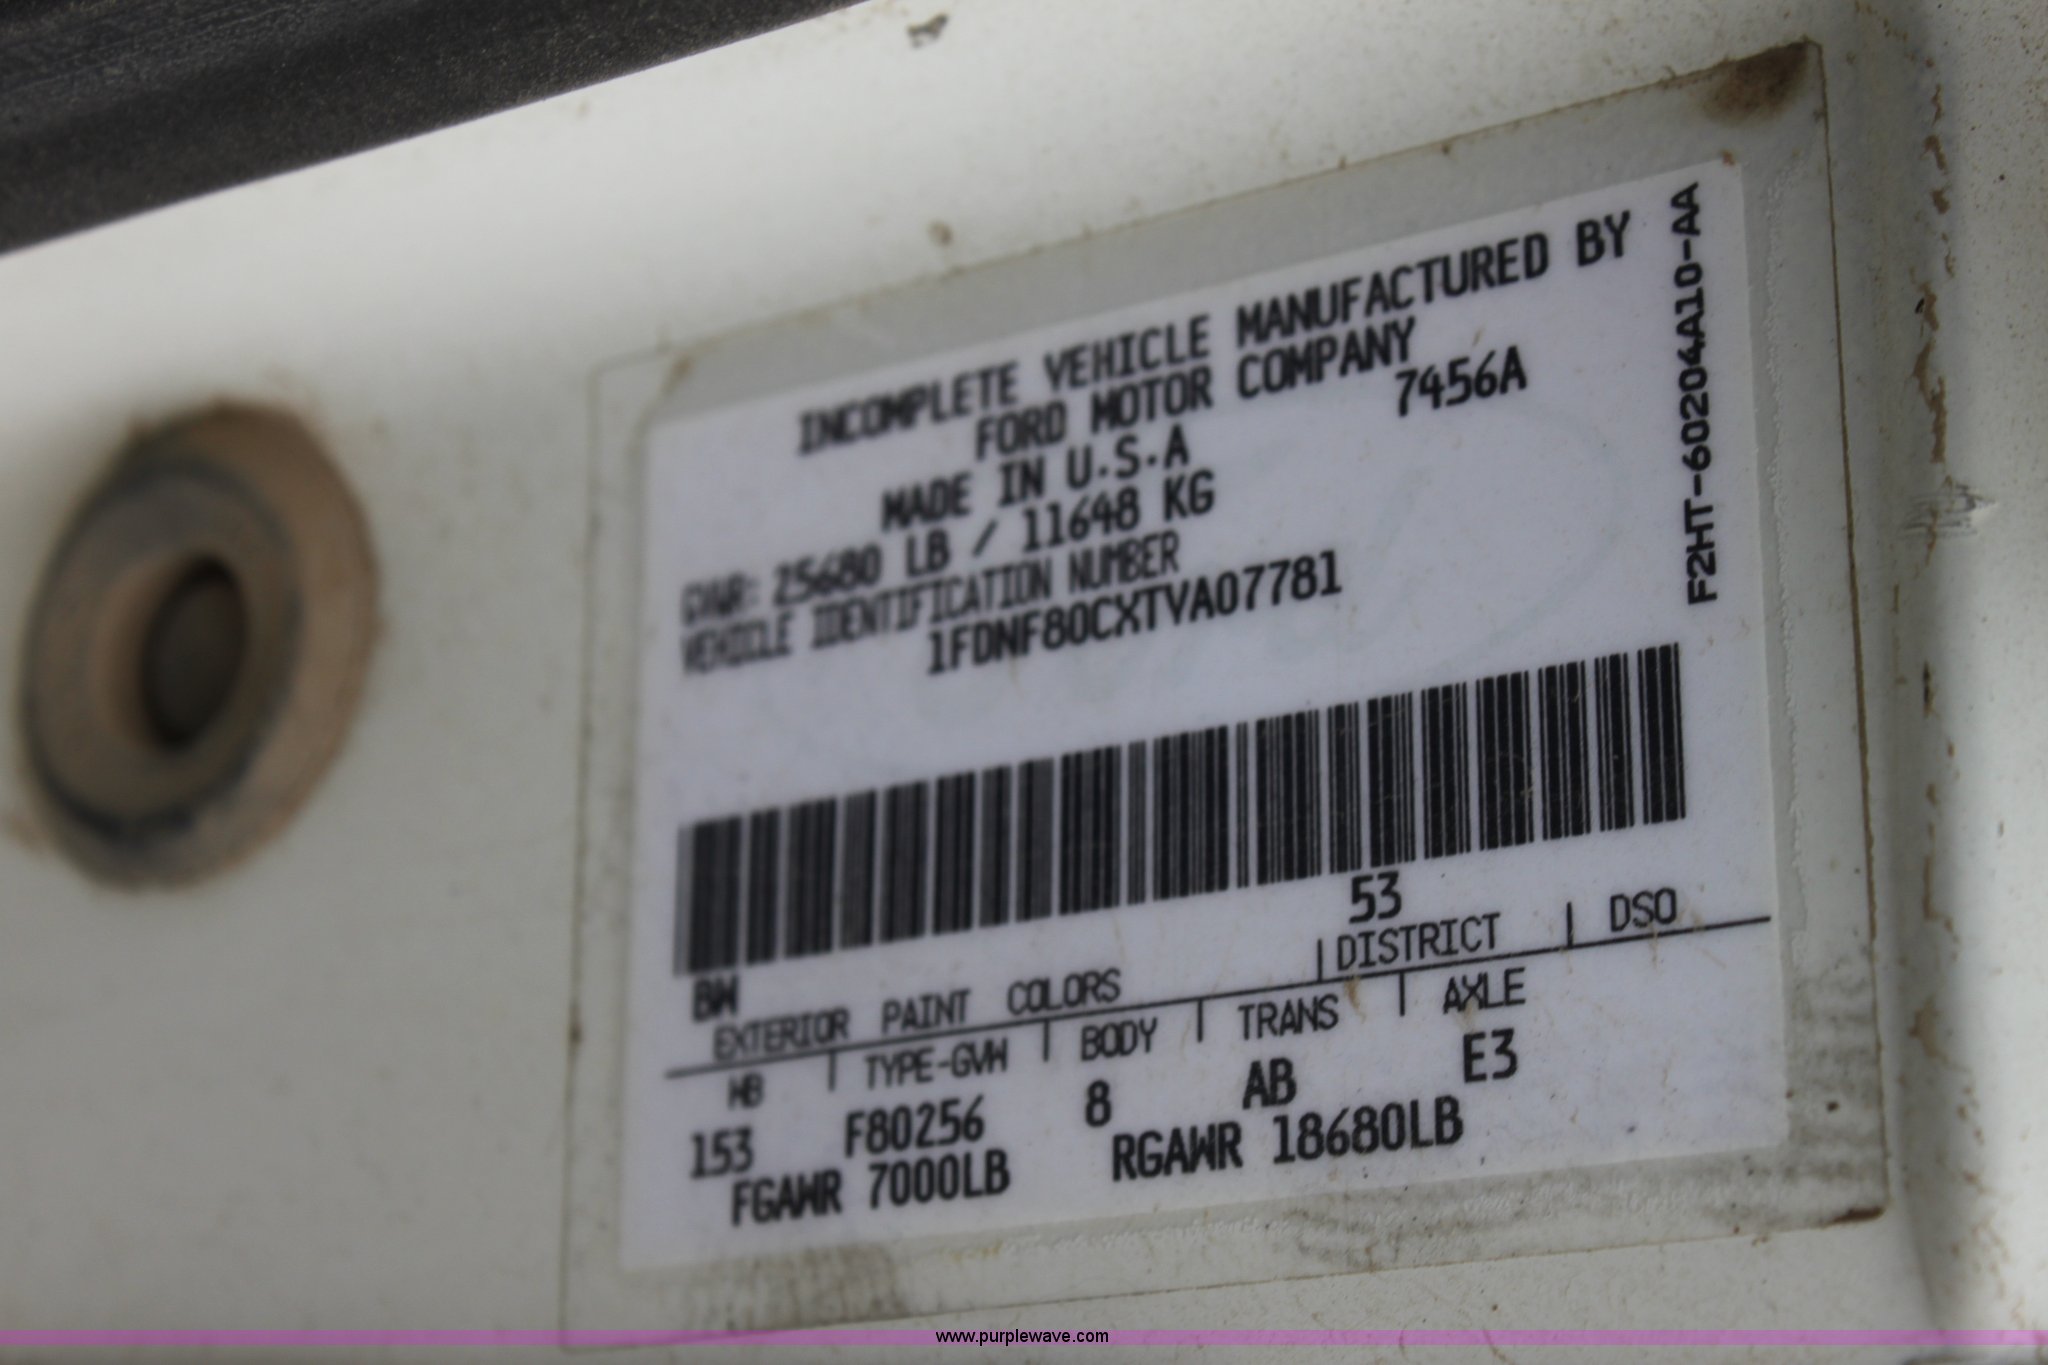 INCOMPLETE VEHICLE MANUFACTURED BY
FORD MOTOR COMPANY
7456A
MADE IN U.S.A
GVWR: 25680 LB / 11648 KG
VEHICLE IDENTIFICATION NUMBER
1FDNF80CXTVA07781
F2HT-60204A10-AA
53
BW
EXTERIOR PAINT COLORS | DISTRICT | DSO
WB | TYPE-GVW | BODY | TRANS | AXLE
153 F80256 8 AB E3
FGAWR 7000LB RGAWR 18680LB
www.purplewave.com